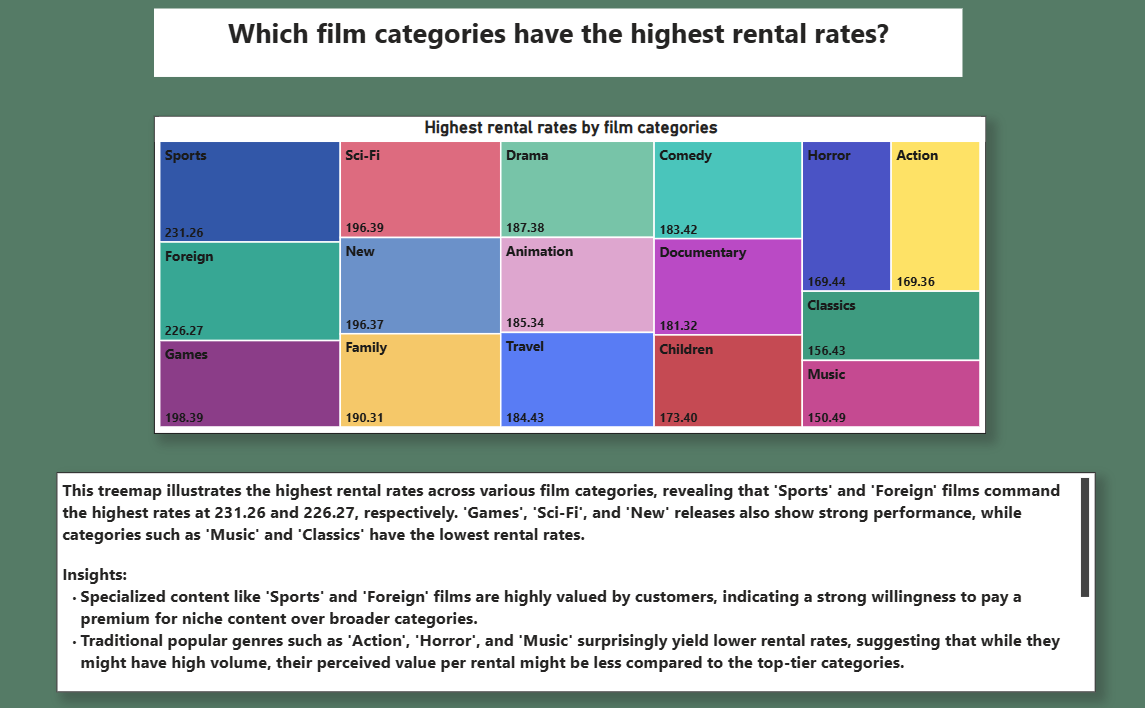 Which film categories have the highest rental rates?
Highest rental rates by film categories
Sports
231.26
Foreign
226.27
Games
198.39
Sci-Fi
196.39
New
196.37
Family
190.31
Drama
187.38
Animation
185.34
Travel
184.43
Comedy
183.42
Documentary
181.32
Children
173.40
Horror
169.44
Action
169.36
Classics
156.43
Music
150.49
This treemap illustrates the highest rental rates across various film categories, revealing that 'Sports' and 'Foreign' films command
the highest rates at 231.26 and 226.27, respectively. 'Games', 'Sci-Fi', and 'New' releases also show strong performance, while
categories such as 'Music' and 'Classics' have the lowest rental rates.
Insights:
• Specialized content like 'Sports' and 'Foreign' films are highly valued by customers, indicating a strong willingness to pay a
premium for niche content over broader categories.
• Traditional popular genres such as 'Action', 'Horror', and 'Music' surprisingly yield lower rental rates, suggesting that while they
might have high volume, their perceived value per rental might be less compared to the top-tier categories.